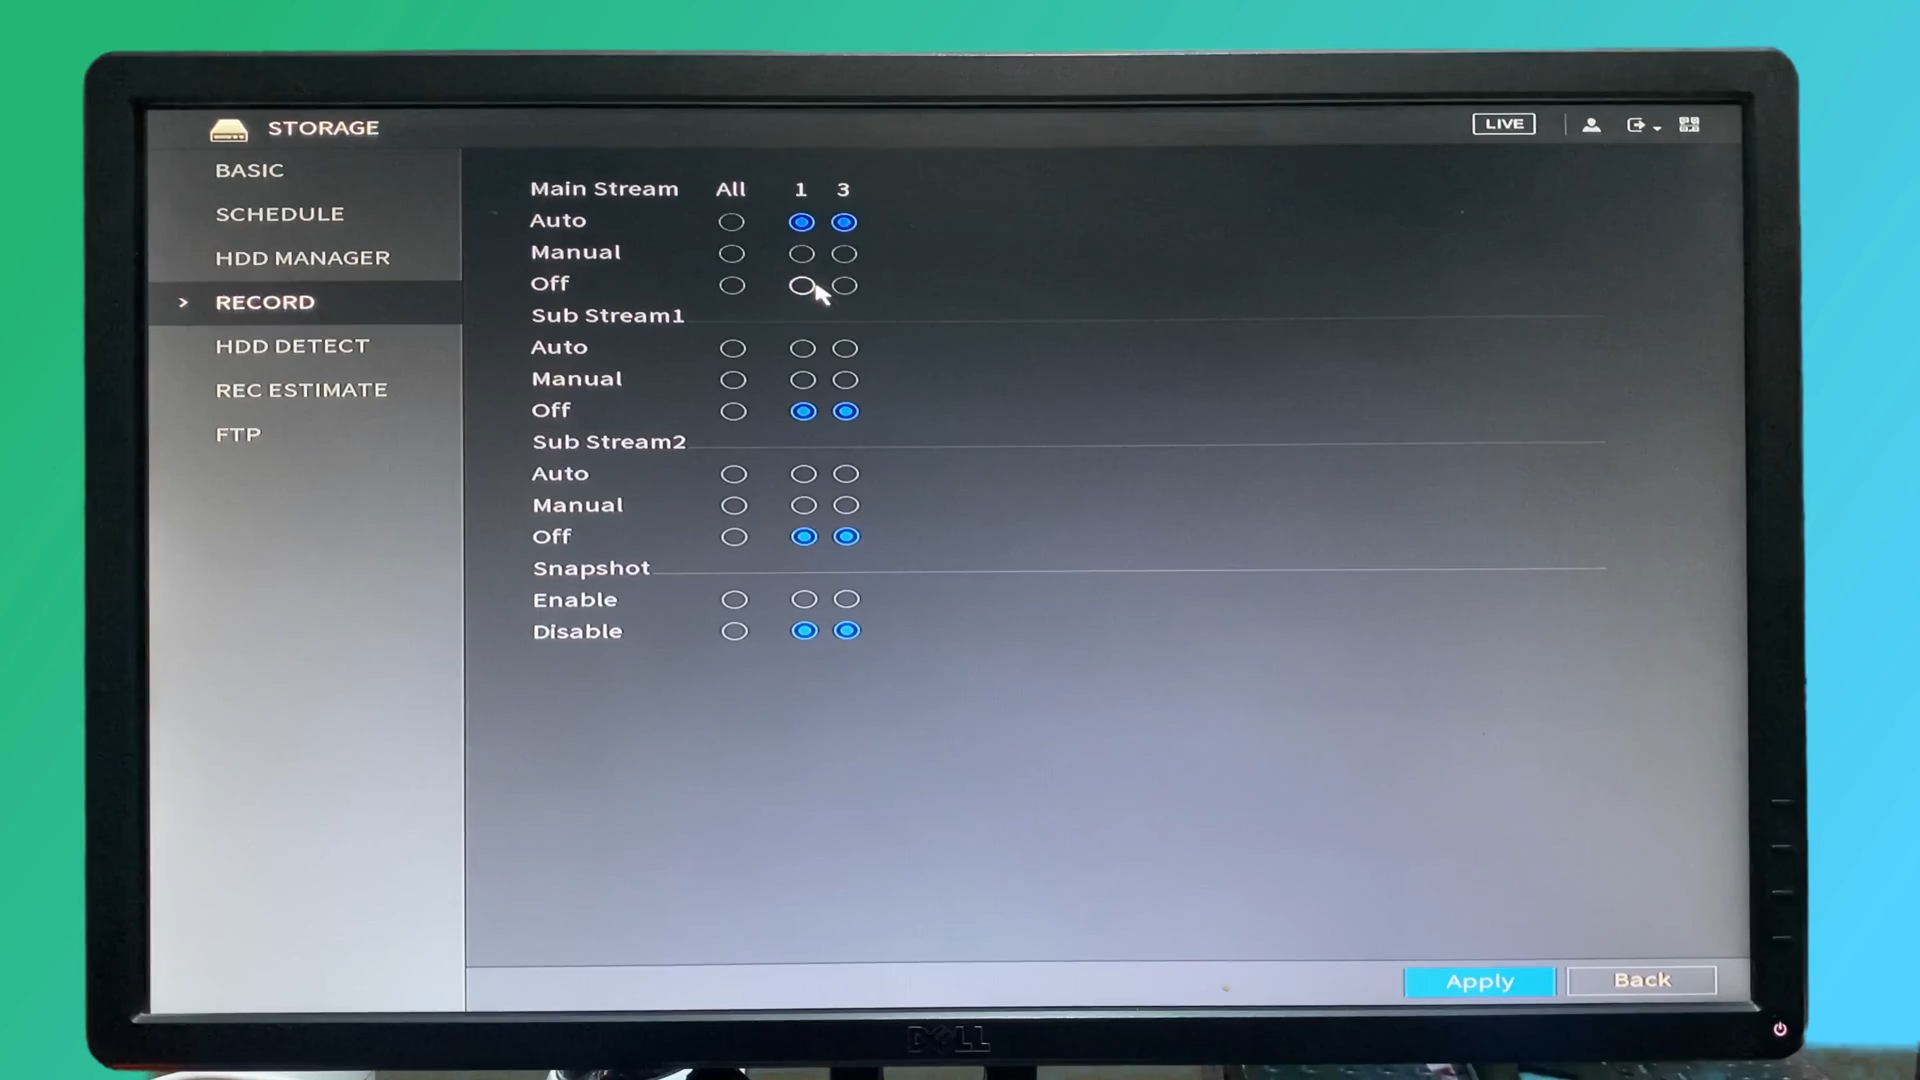 STORAGE
LIVE
BASIC
SCHEDULE
HDD MANAGER
> RECORD
HDD DETECT
REC ESTIMATE
FTP
Main Stream All 1 3
Auto
Manual
Off
Sub Stream1
Auto
Manual
Off
Sub Stream2
Auto
Manual
Off
Snapshot
Enable
Disable
Apply Back
DELL